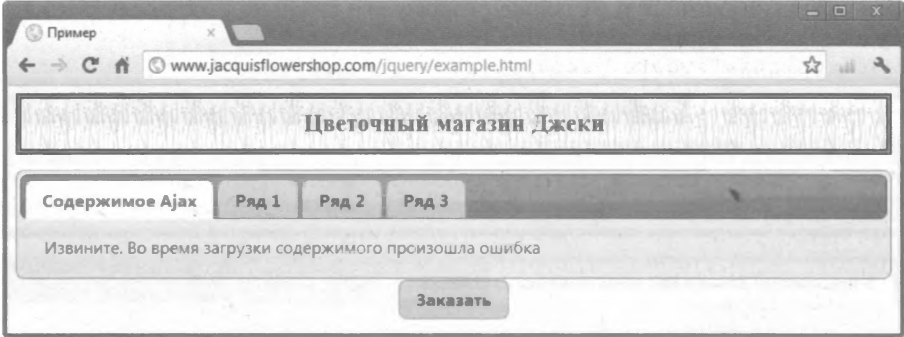 Пример
www.jacquisflowershop.com/jquery/example.html
Цветочный магазин Джеки
Содержимое Ajax Ряд 1 Ряд 2 Ряд 3
Извините. Во время загрузки содержимого произошла ошибка
Заказать